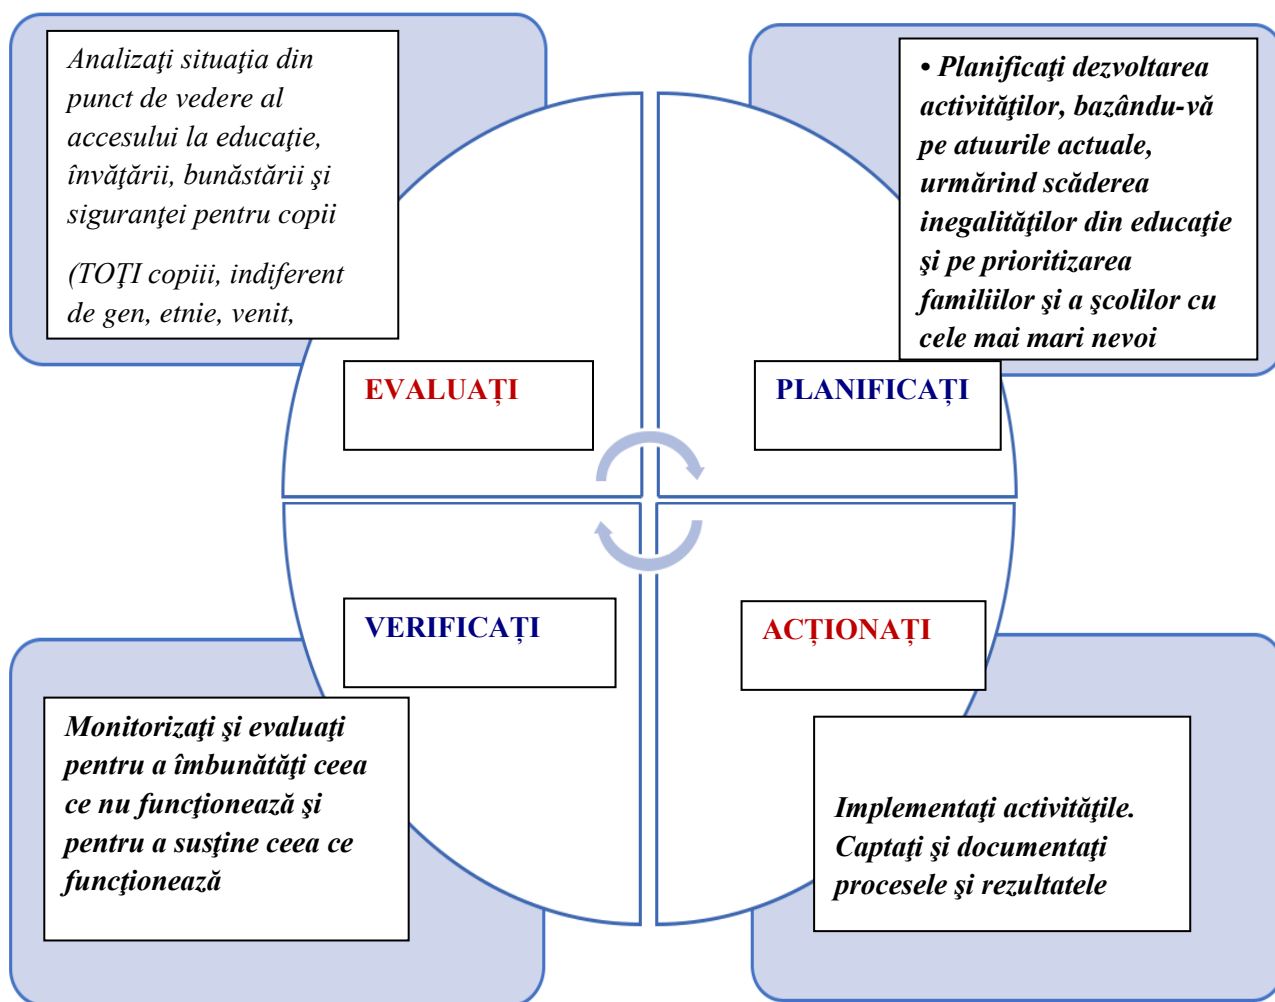 Analizaţi situaţia din
punct de vedere al
accesului la educaţie,
învăţării, bunăstării şi
siguranţei pentru copii
(TOŢI copiii, indiferent
de gen, etnie, venit,
• Planificaţi dezvoltarea
activităţilor, bazându-vă
pe atuurile actuale,
urmărind scăderea
inegalităţilor din educaţie
şi pe prioritizarea
familiilor şi a şcolilor cu
cele mai mari nevoi
EVALUAȚI
PLANIFICAȚI
VERIFICAȚI
ACȚIONAȚI
Monitorizaţi şi evaluaţi
pentru a îmbunătăţi ceea
ce nu funcţionează şi
pentru a susţine ceea ce
funcţionează
Implementaţi activităţile.
Captaţi şi documentaţi
procesele şi rezultatele